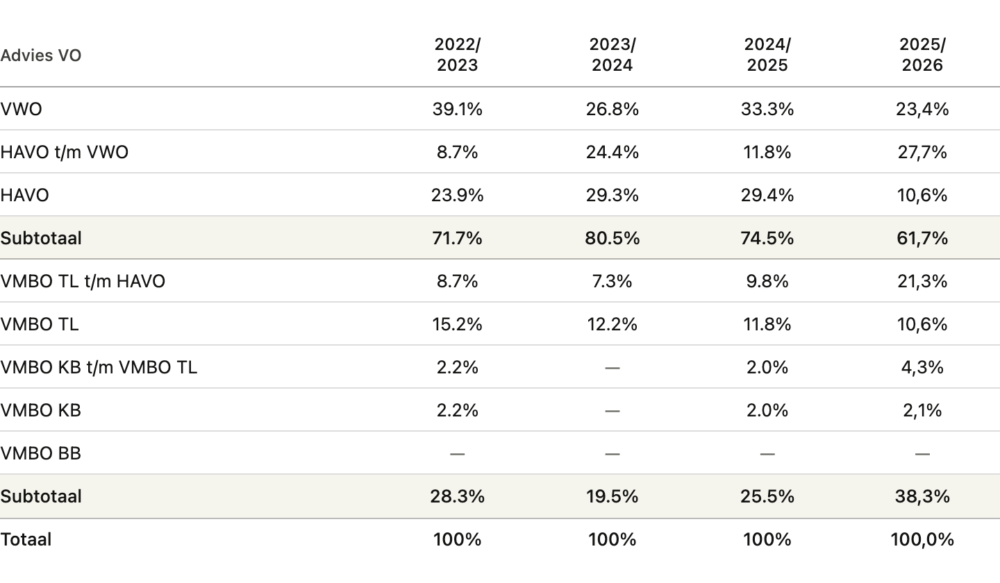 Advies VO 2022/ 2023/ 2024/ 2025/
2023 2024 2025 2026
VWO 39.1% 26.8% 33.3% 23,4%
HAVO t/m VWO 8.7% 24.4% 11.8% 27,7%
HAVO 23.9% 29.3% 29.4% 10,6%
Subtotaal 71.7% 80.5% 74.5% 61,7%
VMBO TL t/m HAVO 8.7% 7.3% 9.8% 21,3%
VMBO TL 15.2% 12.2% 11.8% 10,6%
VMBO KB t/m VMBO TL 2.2% — 2.0% 4,3%
VMBO KB 2.2% — 2.0% 2,1%
VMBO BB — — — —
Subtotaal 28.3% 19.5% 25.5% 38,3%
Totaal 100% 100% 100% 100,0%